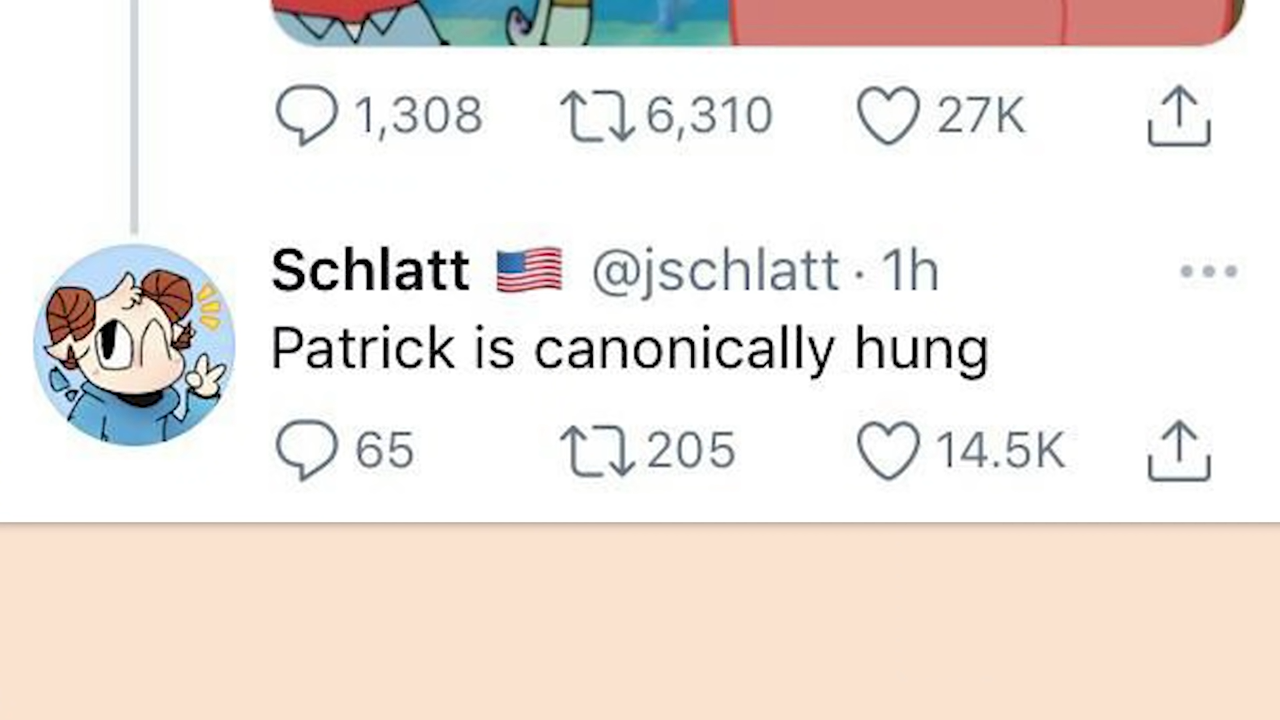 1,308 6,310 27K
Schlatt 🇺🇸 @jschlatt · 1h
Patrick is canonically hung
65 205 14.5K